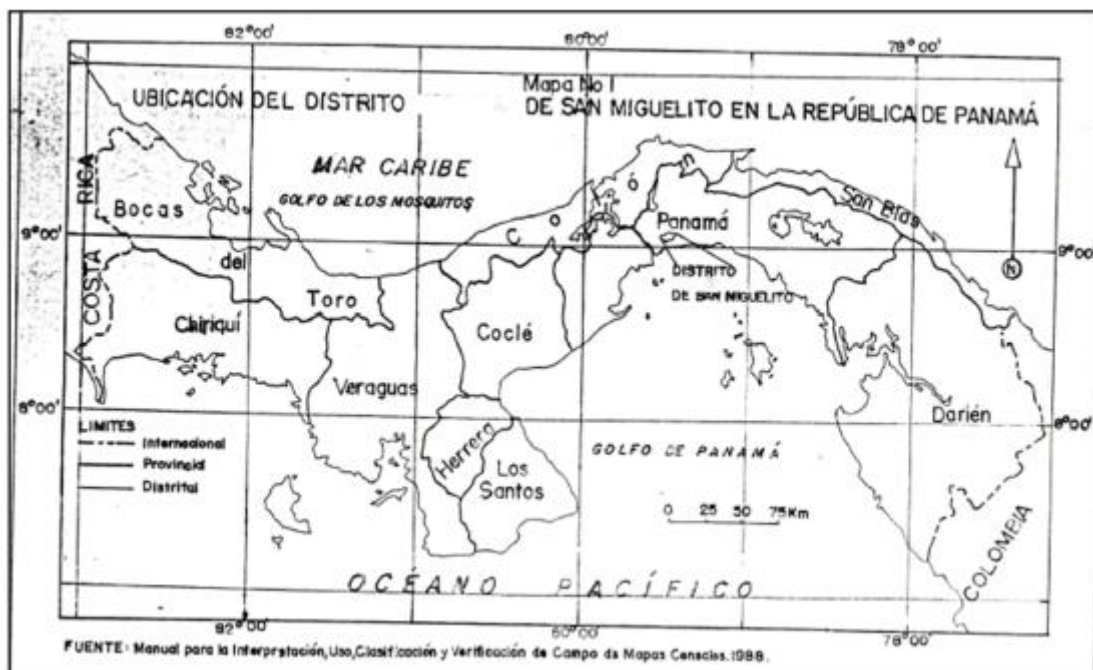 82°00'
80°00'
78°00'
Mapa No 1
UBICACIÓN DEL DISTRITO DE SAN MIGUELITO EN LA REPÚBLICA DE PANAMÁ
MAR CARIBE
GOLFO DE LOS MOSQUITOS
COSTA RICA
Bocas
del
Toro
Colón
San Blas
Panamá
9°00'
9°00'
DISTRITO
DE SAN MIGUELITO
N
Chiriquí
Coclé
Veraguas
8°00'
8°00'
Darién
LIMITES
Internacional
Provincial
Distrital
Herrera
Los
Santos
GOLFO DE PANAMÁ
0 25 50 75Km
COLOMBIA
OCÉANO PACÍFICO
82°00'
80°00'
78°00'
FUENTE: Manual para la Interpretación, Uso, Clasificación y Verificación de Campo de Mapas Censales. 1988.